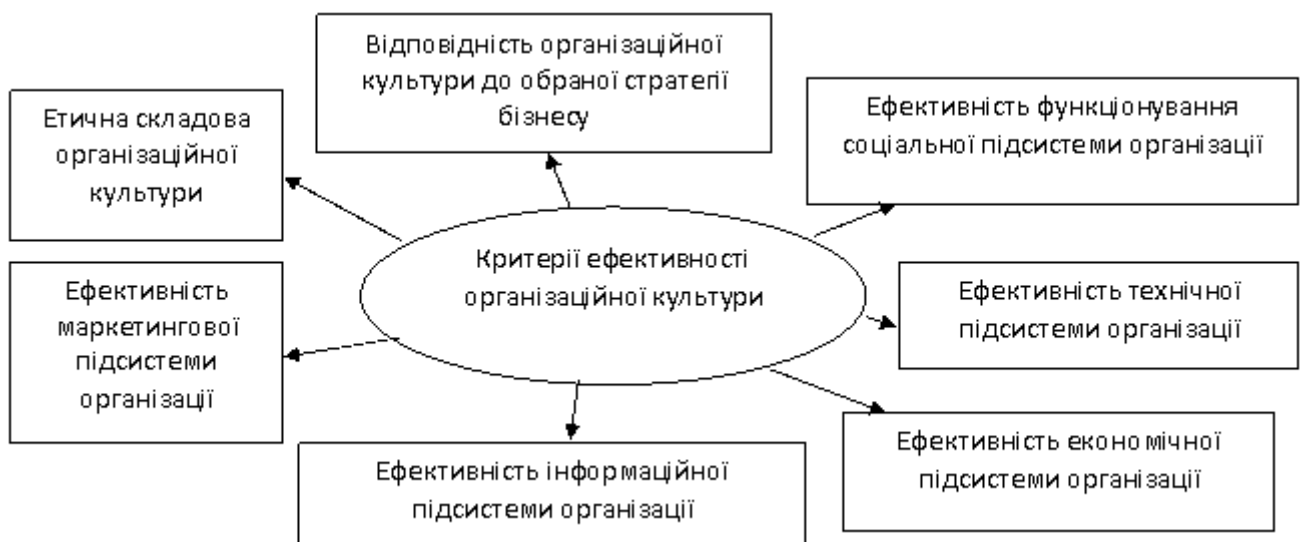 Відповідність організаційної
культури до обраної стратегії
бізнесу
Етична складова
організаційної
культури
Ефективність функціонування
соціальної підсистеми організації
Критерії ефективності
організаційної культури
Ефективність
маркетингової
підсистеми
організації
Ефективність технічної
підсистеми організації
Ефективність економічної
підсистеми організації
Ефективність інформаційної
підсистеми організації